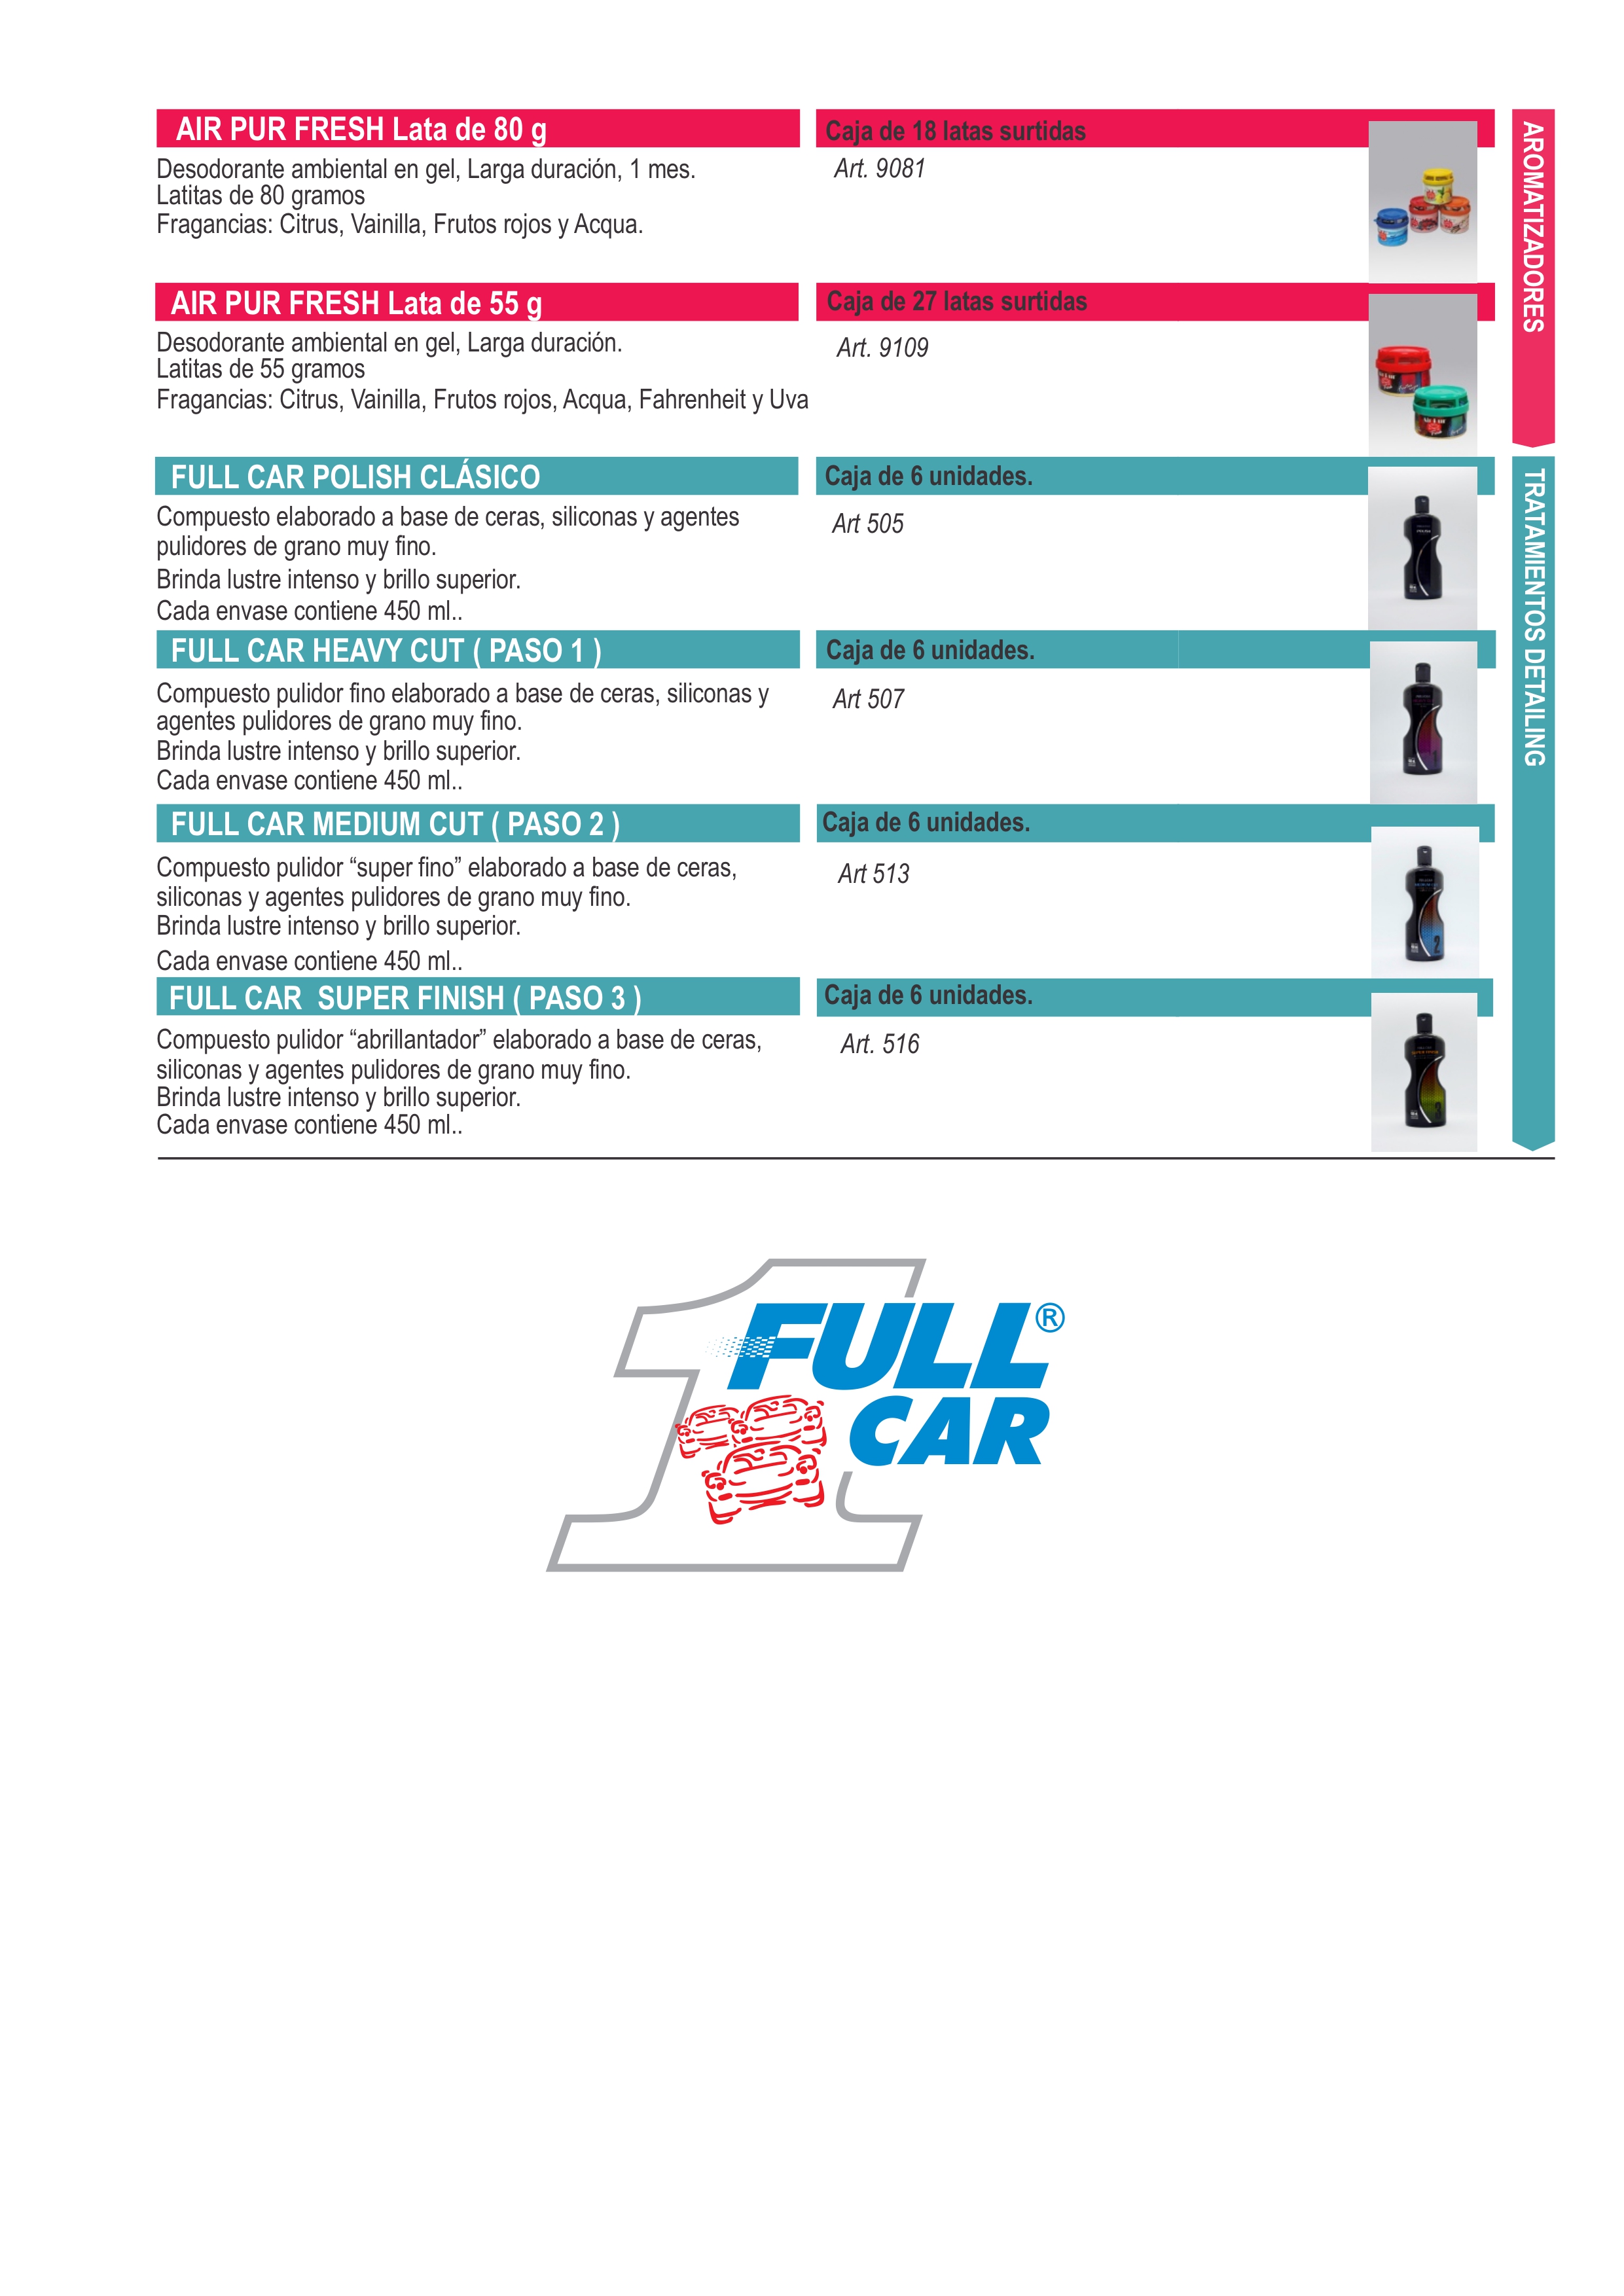 AIR PUR FRESH Lata de 80 g
Caja de 18 latas surtidas
Desodorante ambiental en gel, Larga duración, 1 mes.
Art. 9081
Latitas de 80 gramos
Fragancias: Citrus, Vainilla, Frutos rojos y Acqua.
AIR PUR FRESH Lata de 55 g
Caja de 27 latas surtidas
Desodorante ambiental en gel, Larga duración.
Art. 9109
Latitas de 55 gramos
Fragancias: Citrus, Vainilla, Frutos rojos, Acqua, Fahrenheit y Uva
AROMATIZADORES
FULL CAR POLISH CLÁSICO
Caja de 6 unidades.
Compuesto elaborado a base de ceras, siliconas y agentes
Art 505
pulidores de grano muy fino.
Brinda lustre intenso y brillo superior.
Cada envase contiene 450 ml..
FULL CAR HEAVY CUT ( PASO 1 )
Caja de 6 unidades.
Compuesto pulidor fino elaborado a base de ceras, siliconas y
Art 507
agentes pulidores de grano muy fino.
Brinda lustre intenso y brillo superior.
Cada envase contiene 450 ml..
FULL CAR MEDIUM CUT ( PASO 2 )
Caja de 6 unidades.
Compuesto pulidor “super fino” elaborado a base de ceras,
Art 513
siliconas y agentes pulidores de grano muy fino.
Brinda lustre intenso y brillo superior.
Cada envase contiene 450 ml..
2
FULL CAR  SUPER FINISH ( PASO 3 )
Caja de 6 unidades.
Compuesto pulidor “abrillantador” elaborado a base de ceras,
Art. 516
siliconas y agentes pulidores de grano muy fino.
Brinda lustre intenso y brillo superior.
Cada envase contiene 450 ml..
TRATAMIENTOS DETAILING
1
FULL®
CAR